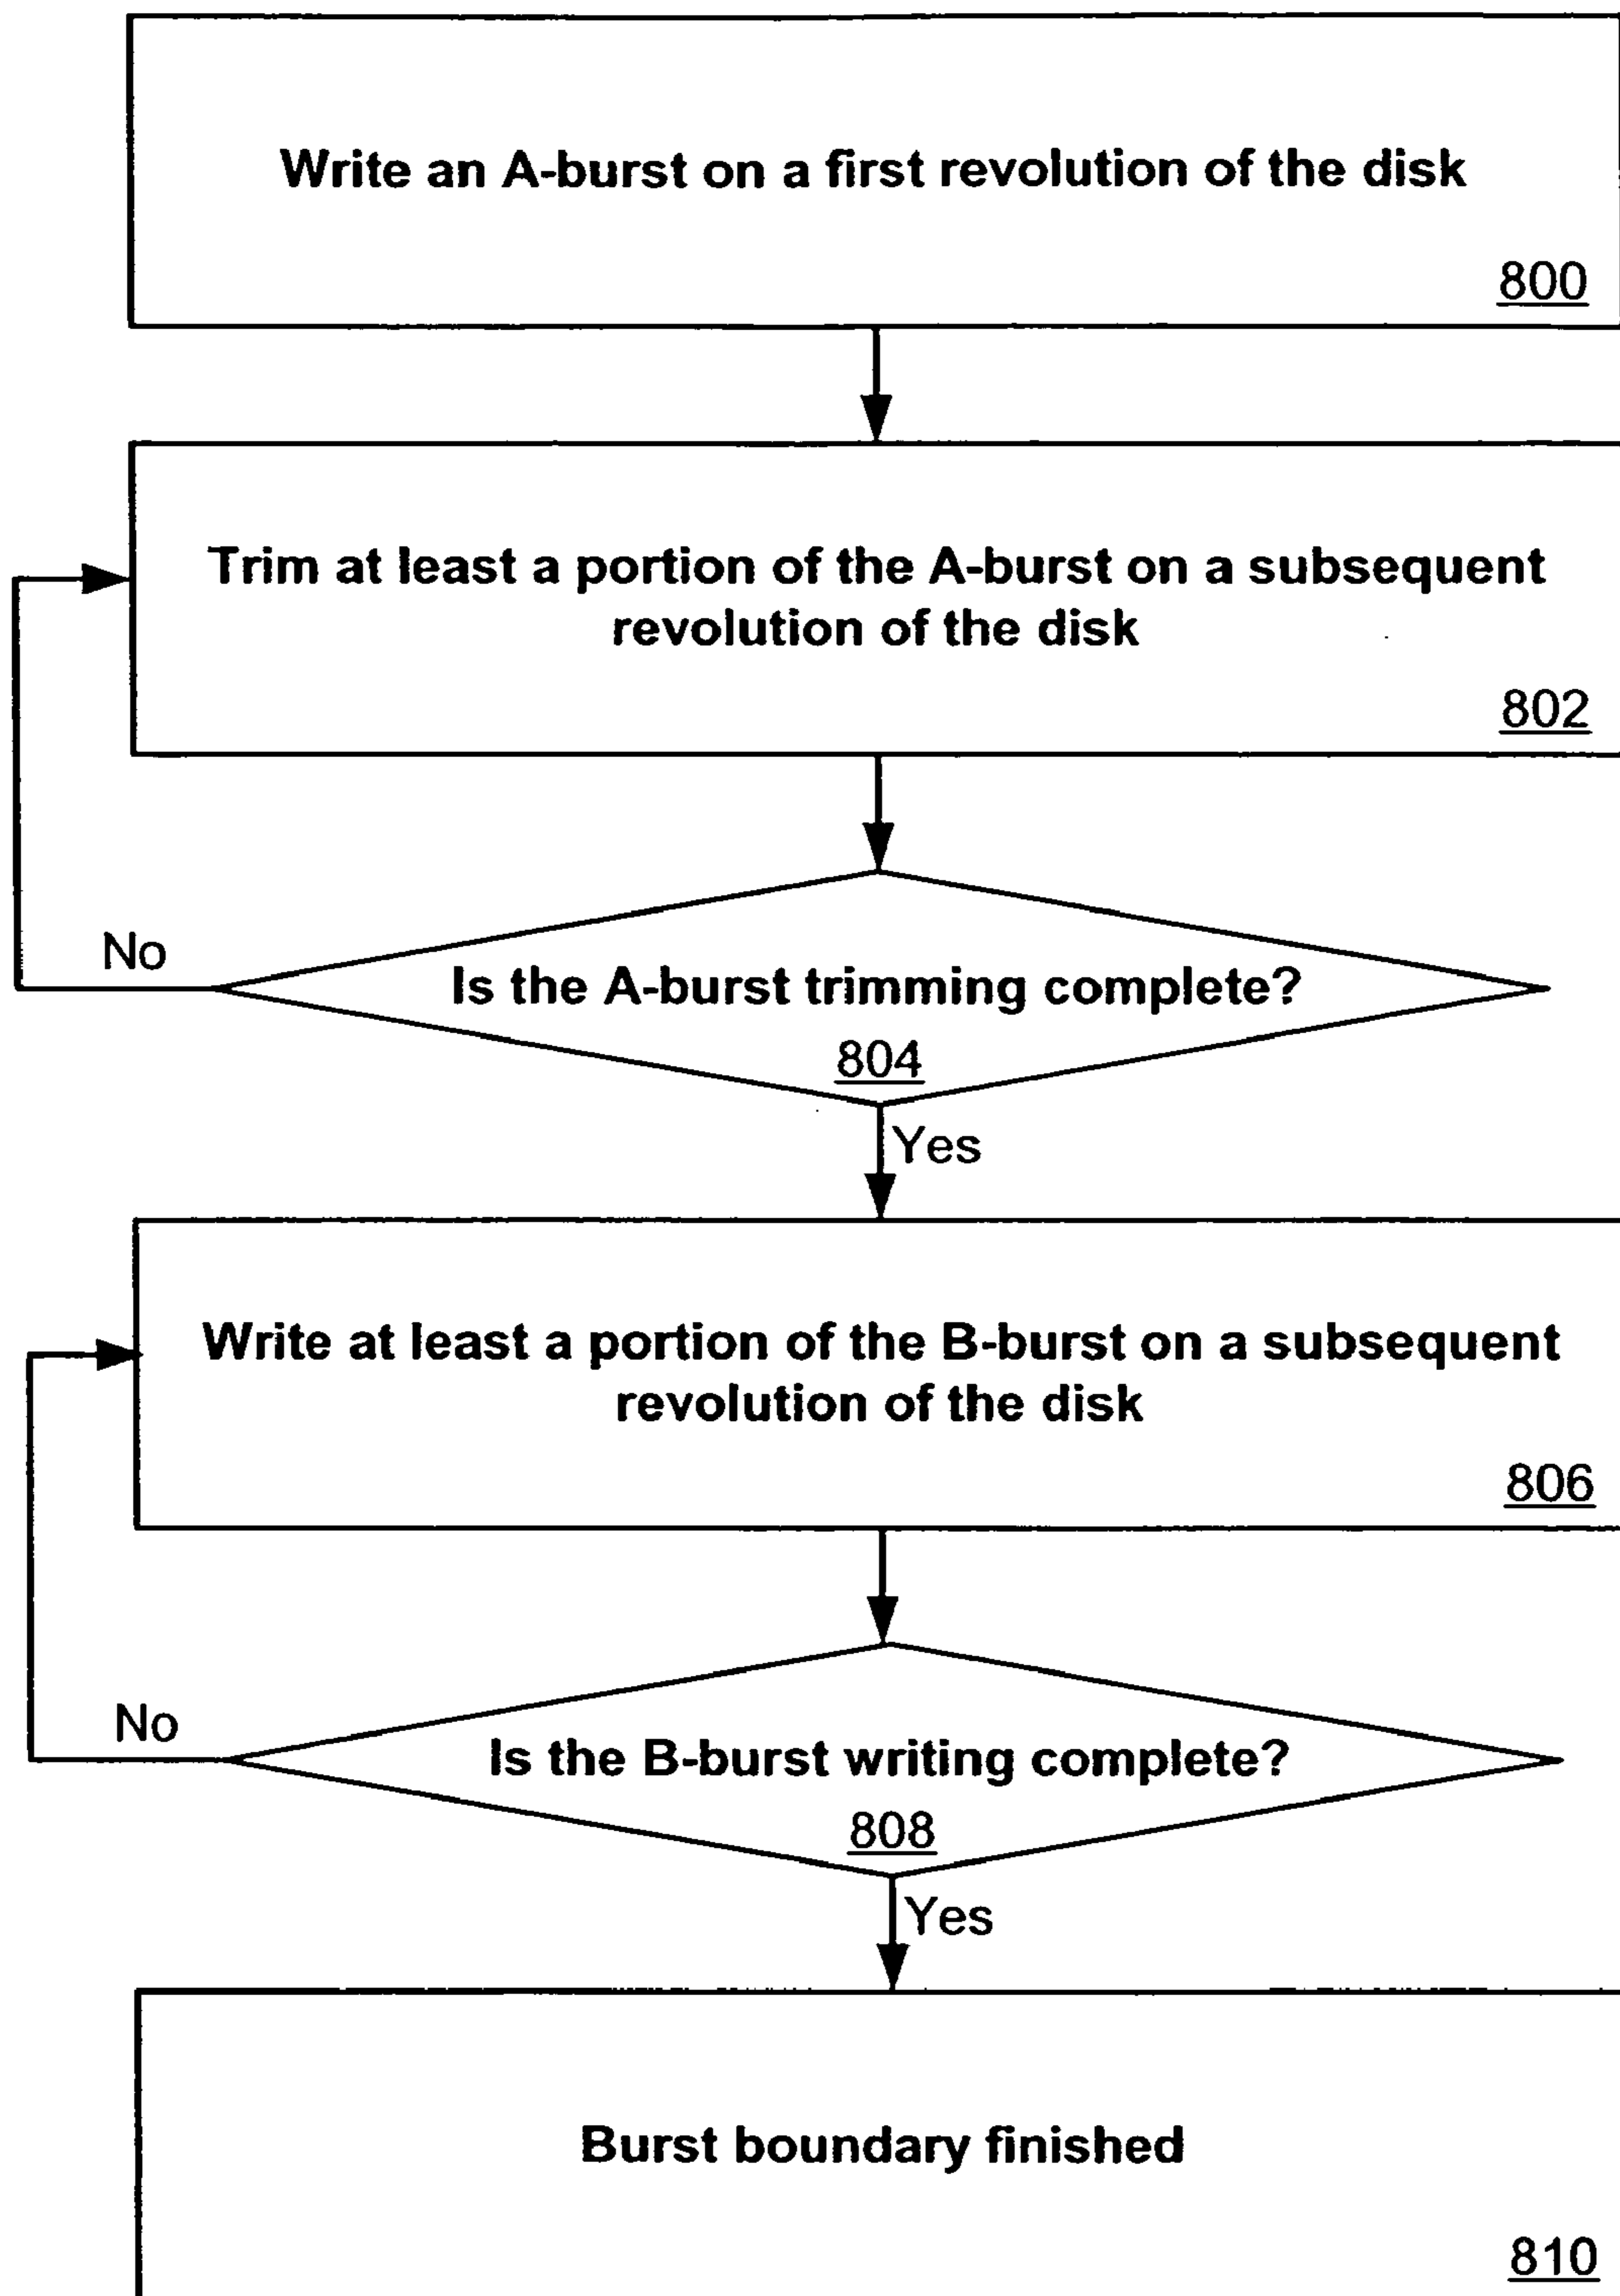 Write an A-burst on a first revolution of the disk
800
Trim at least a portion of the A-burst on a subsequent
revolution of the disk
802
No
Is the A-burst trimming complete?
804
Yes
Write at least a portion of the B-burst on a subsequent
revolution of the disk
806
No
Is the B-burst writing complete?
808
Yes
Burst boundary finished
810